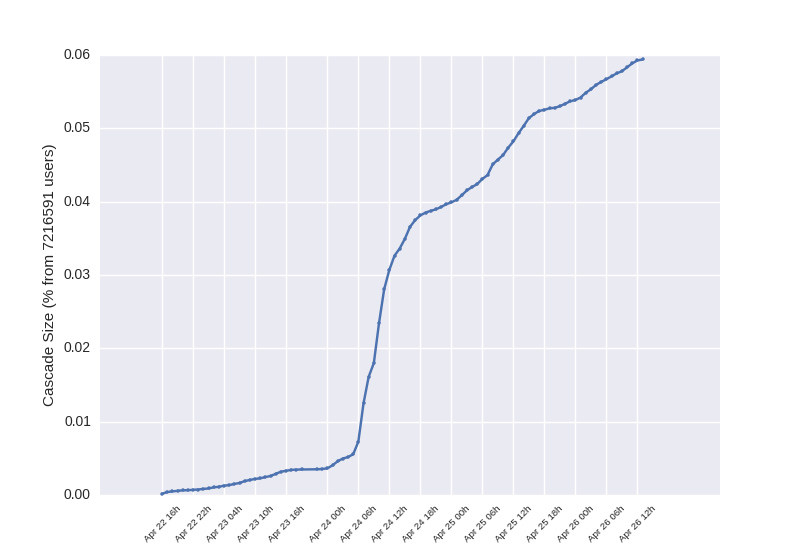 0.06
0.05
0.04
0.03
0.02
0.01
0.00
Cascade Size (% from 7216591 users)
Apr 22 16h
Apr 22 22h
Apr 23 04h
Apr 23 10h
Apr 23 16h
Apr 24 00h
Apr 24 06h
Apr 24 12h
Apr 24 18h
Apr 25 00h
Apr 25 06h
Apr 25 12h
Apr 25 18h
Apr 26 00h
Apr 26 06h
Apr 26 12h